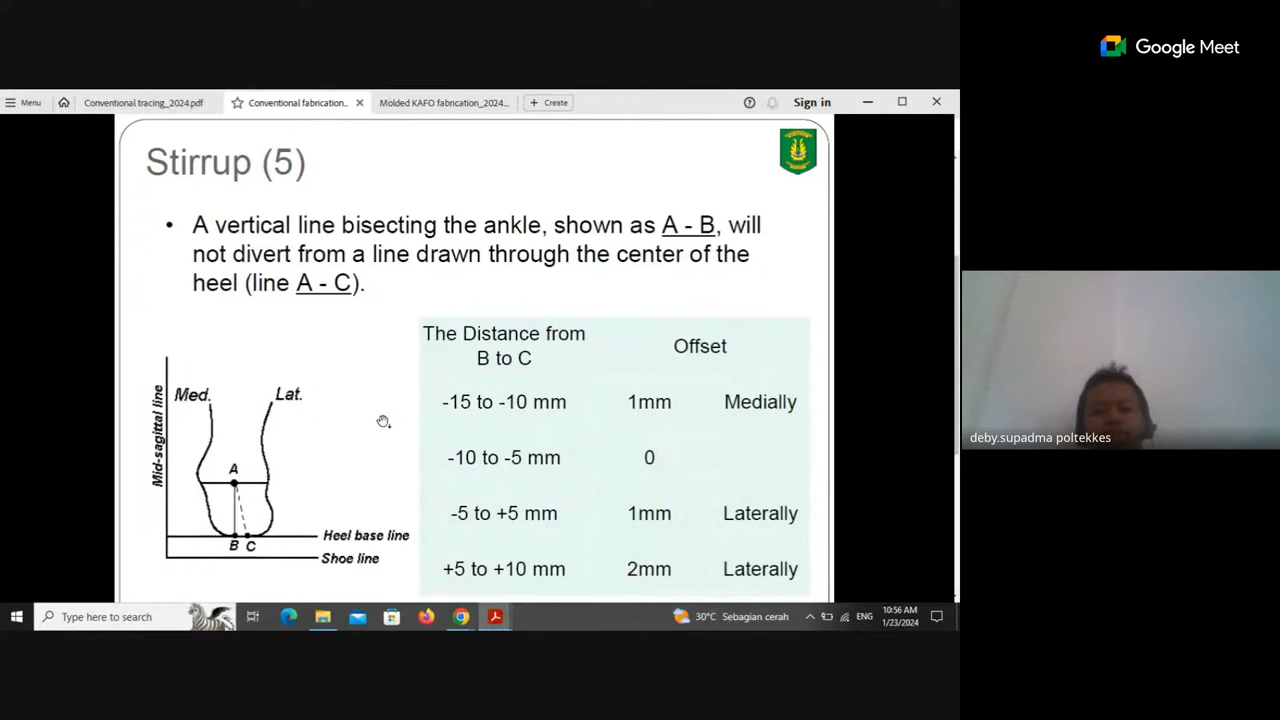 Google Meet
Menu
Conventional tracing_2024.pdf
Conventional fabrication...
Molded KAFO fabrication_2024...
+ Create
Sign in
Stirrup (5)
• A vertical line bisecting the ankle, shown as A - B, will
not divert from a line drawn through the center of the
heel (line A - C).
The Distance from
B to C
Offset
-15 to -10 mm 1mm Medially
-10 to -5 mm 0
-5 to +5 mm 1mm Laterally
+5 to +10 mm 2mm Laterally
Mid-sagittal line
Med.
Lat.
A
B C
Heel base line
Shoe line
deby.supadma poltekkes
Type here to search
30°C Sebagian cerah
ENG
10:56 AM
1/23/2024